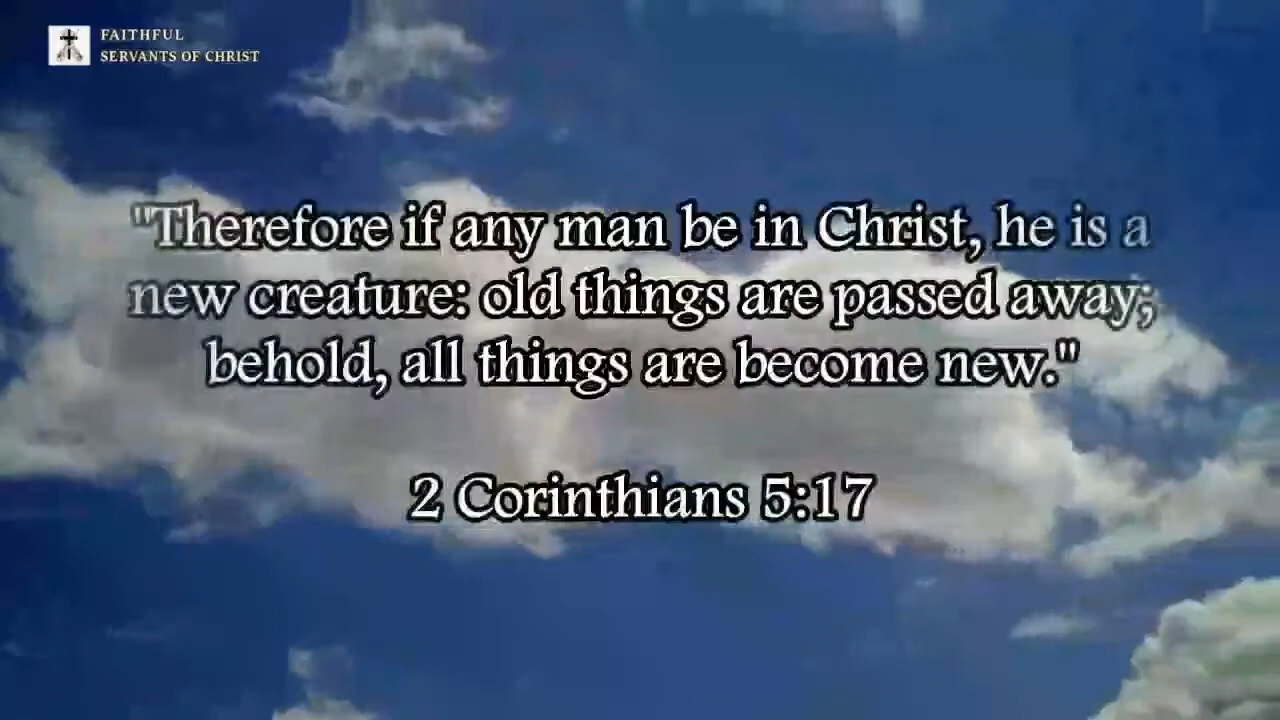 FAITHFUL
SERVANTS OF CHRIST
"Therefore if any man be in Christ, he is a
new creature: old things are passed away;
behold, all things are become new."
2 Corinthians 5:17